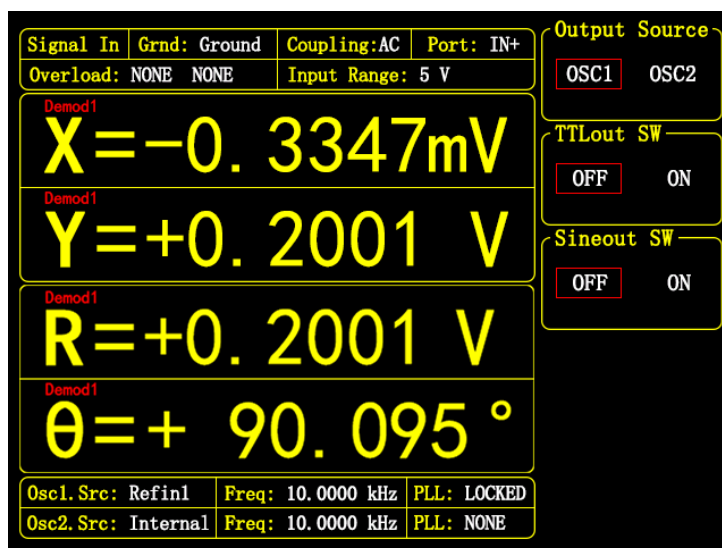 Signal In Grnd: Ground Coupling:AC Port: IN+
Overload: NONE NONE Input Range: 5 V
Demod1
X=-0.3347mV
Demod1
Y=+0.2001 V
Demod1
R=+0.2001 V
Demod1
θ=+ 90.095°
Osc1.Src: Refin1 Freq: 10.0000 kHz PLL: LOCKED
Osc2.Src: Internal Freq: 10.0000 kHz PLL: NONE
Output Source
OSC1 OSC2
TTLout SW
OFF ON
Sineout SW
OFF ON